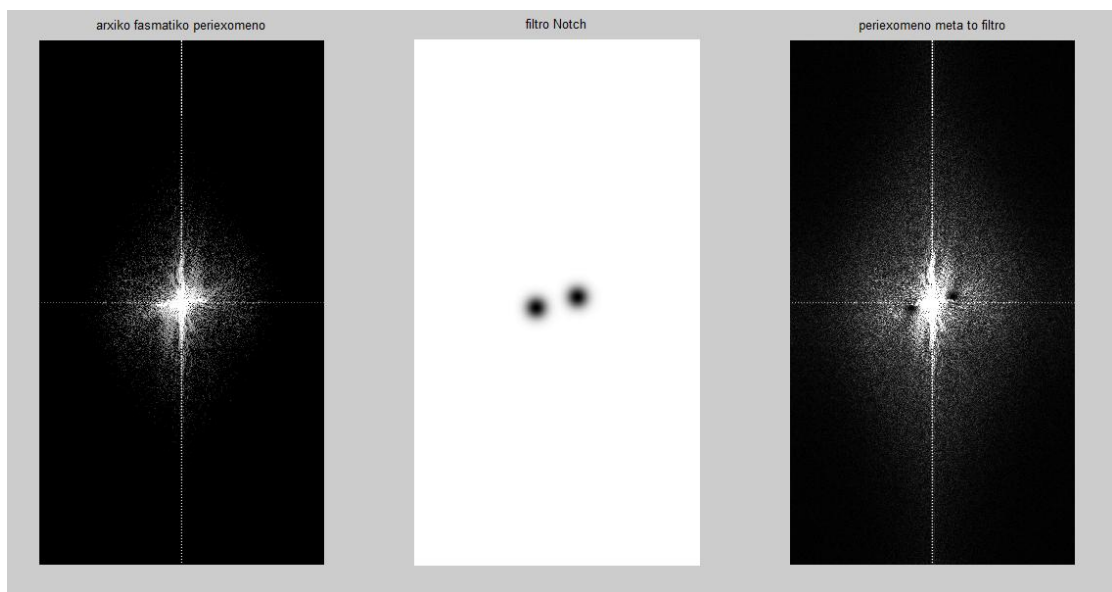 arxiko fasmatiko periexomeno
filtro Notch
periexomeno meta to filtro